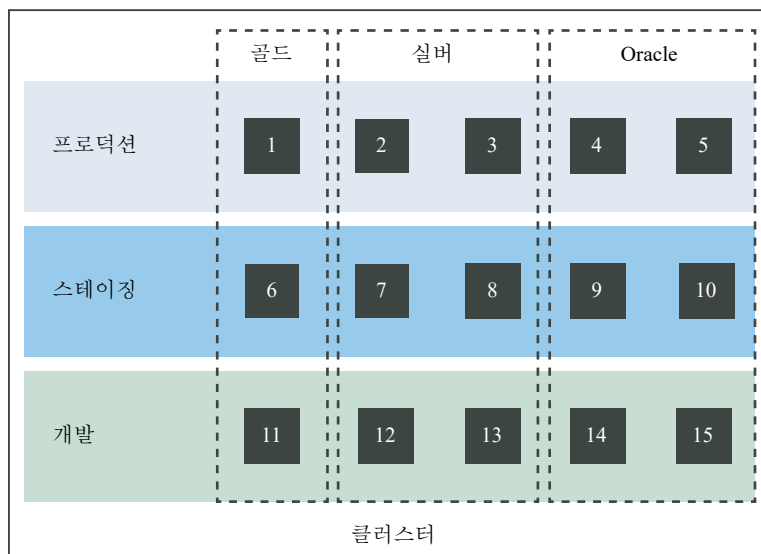 골드 실버 Oracle
프로덕션 1 2 3 4 5
스테이징 6 7 8 9 10
개발 11 12 13 14 15
클러스터